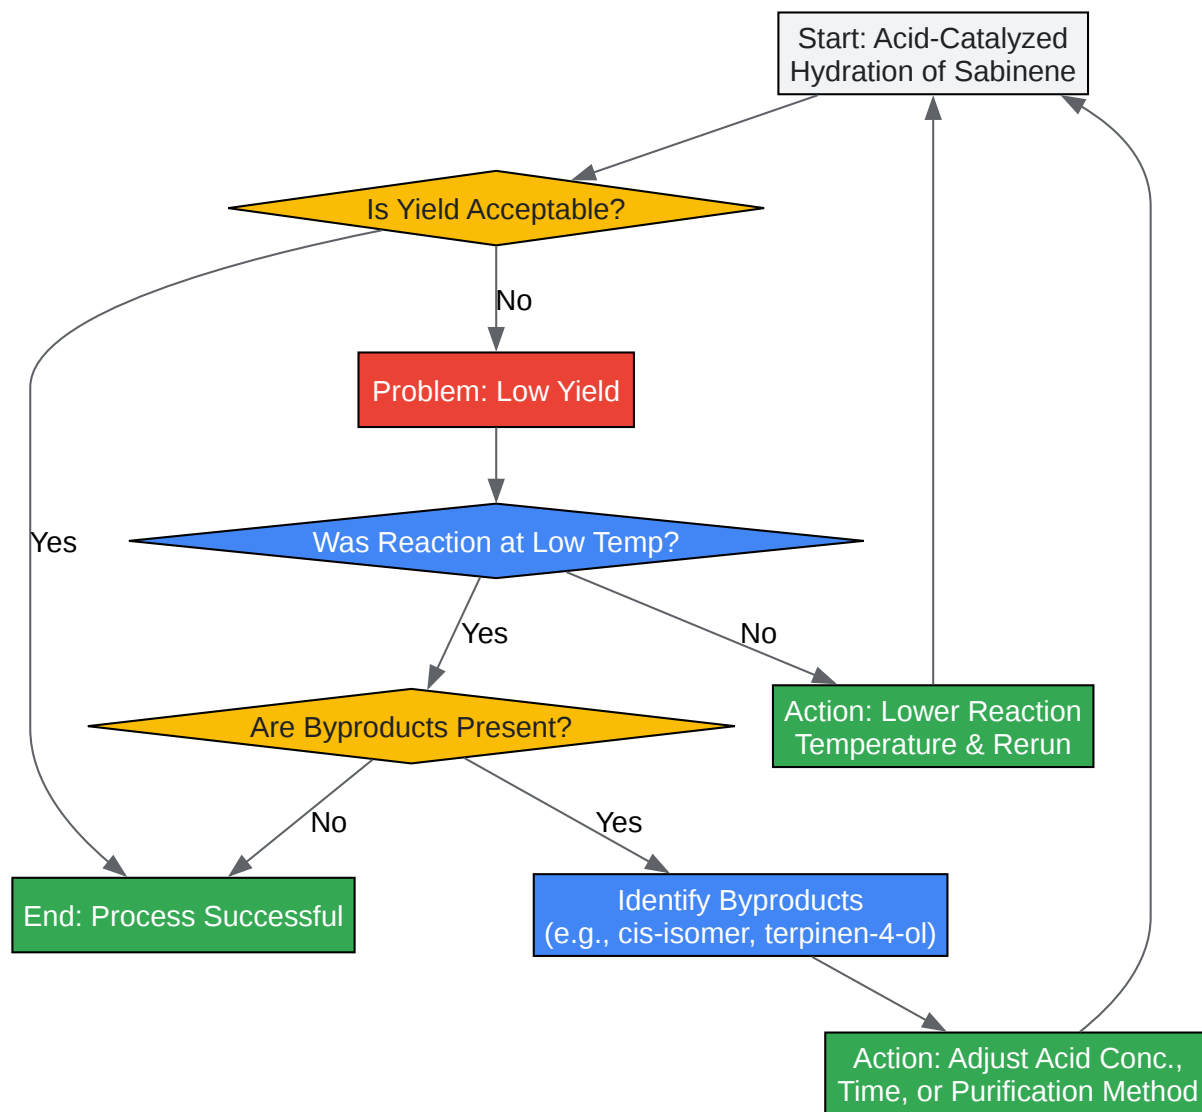 Start: Acid-Catalyzed
Hydration of Sabinene
Is Yield Acceptable?
No
Problem: Low Yield
Yes
Was Reaction at Low Temp?
Yes
No
Action: Lower Reaction
Temperature & Rerun
Are Byproducts Present?
No
Yes
End: Process Successful
Identify Byproducts
(e.g., cis-isomer, terpinen-4-ol)
Action: Adjust Acid Conc.,
Time, or Purification Method